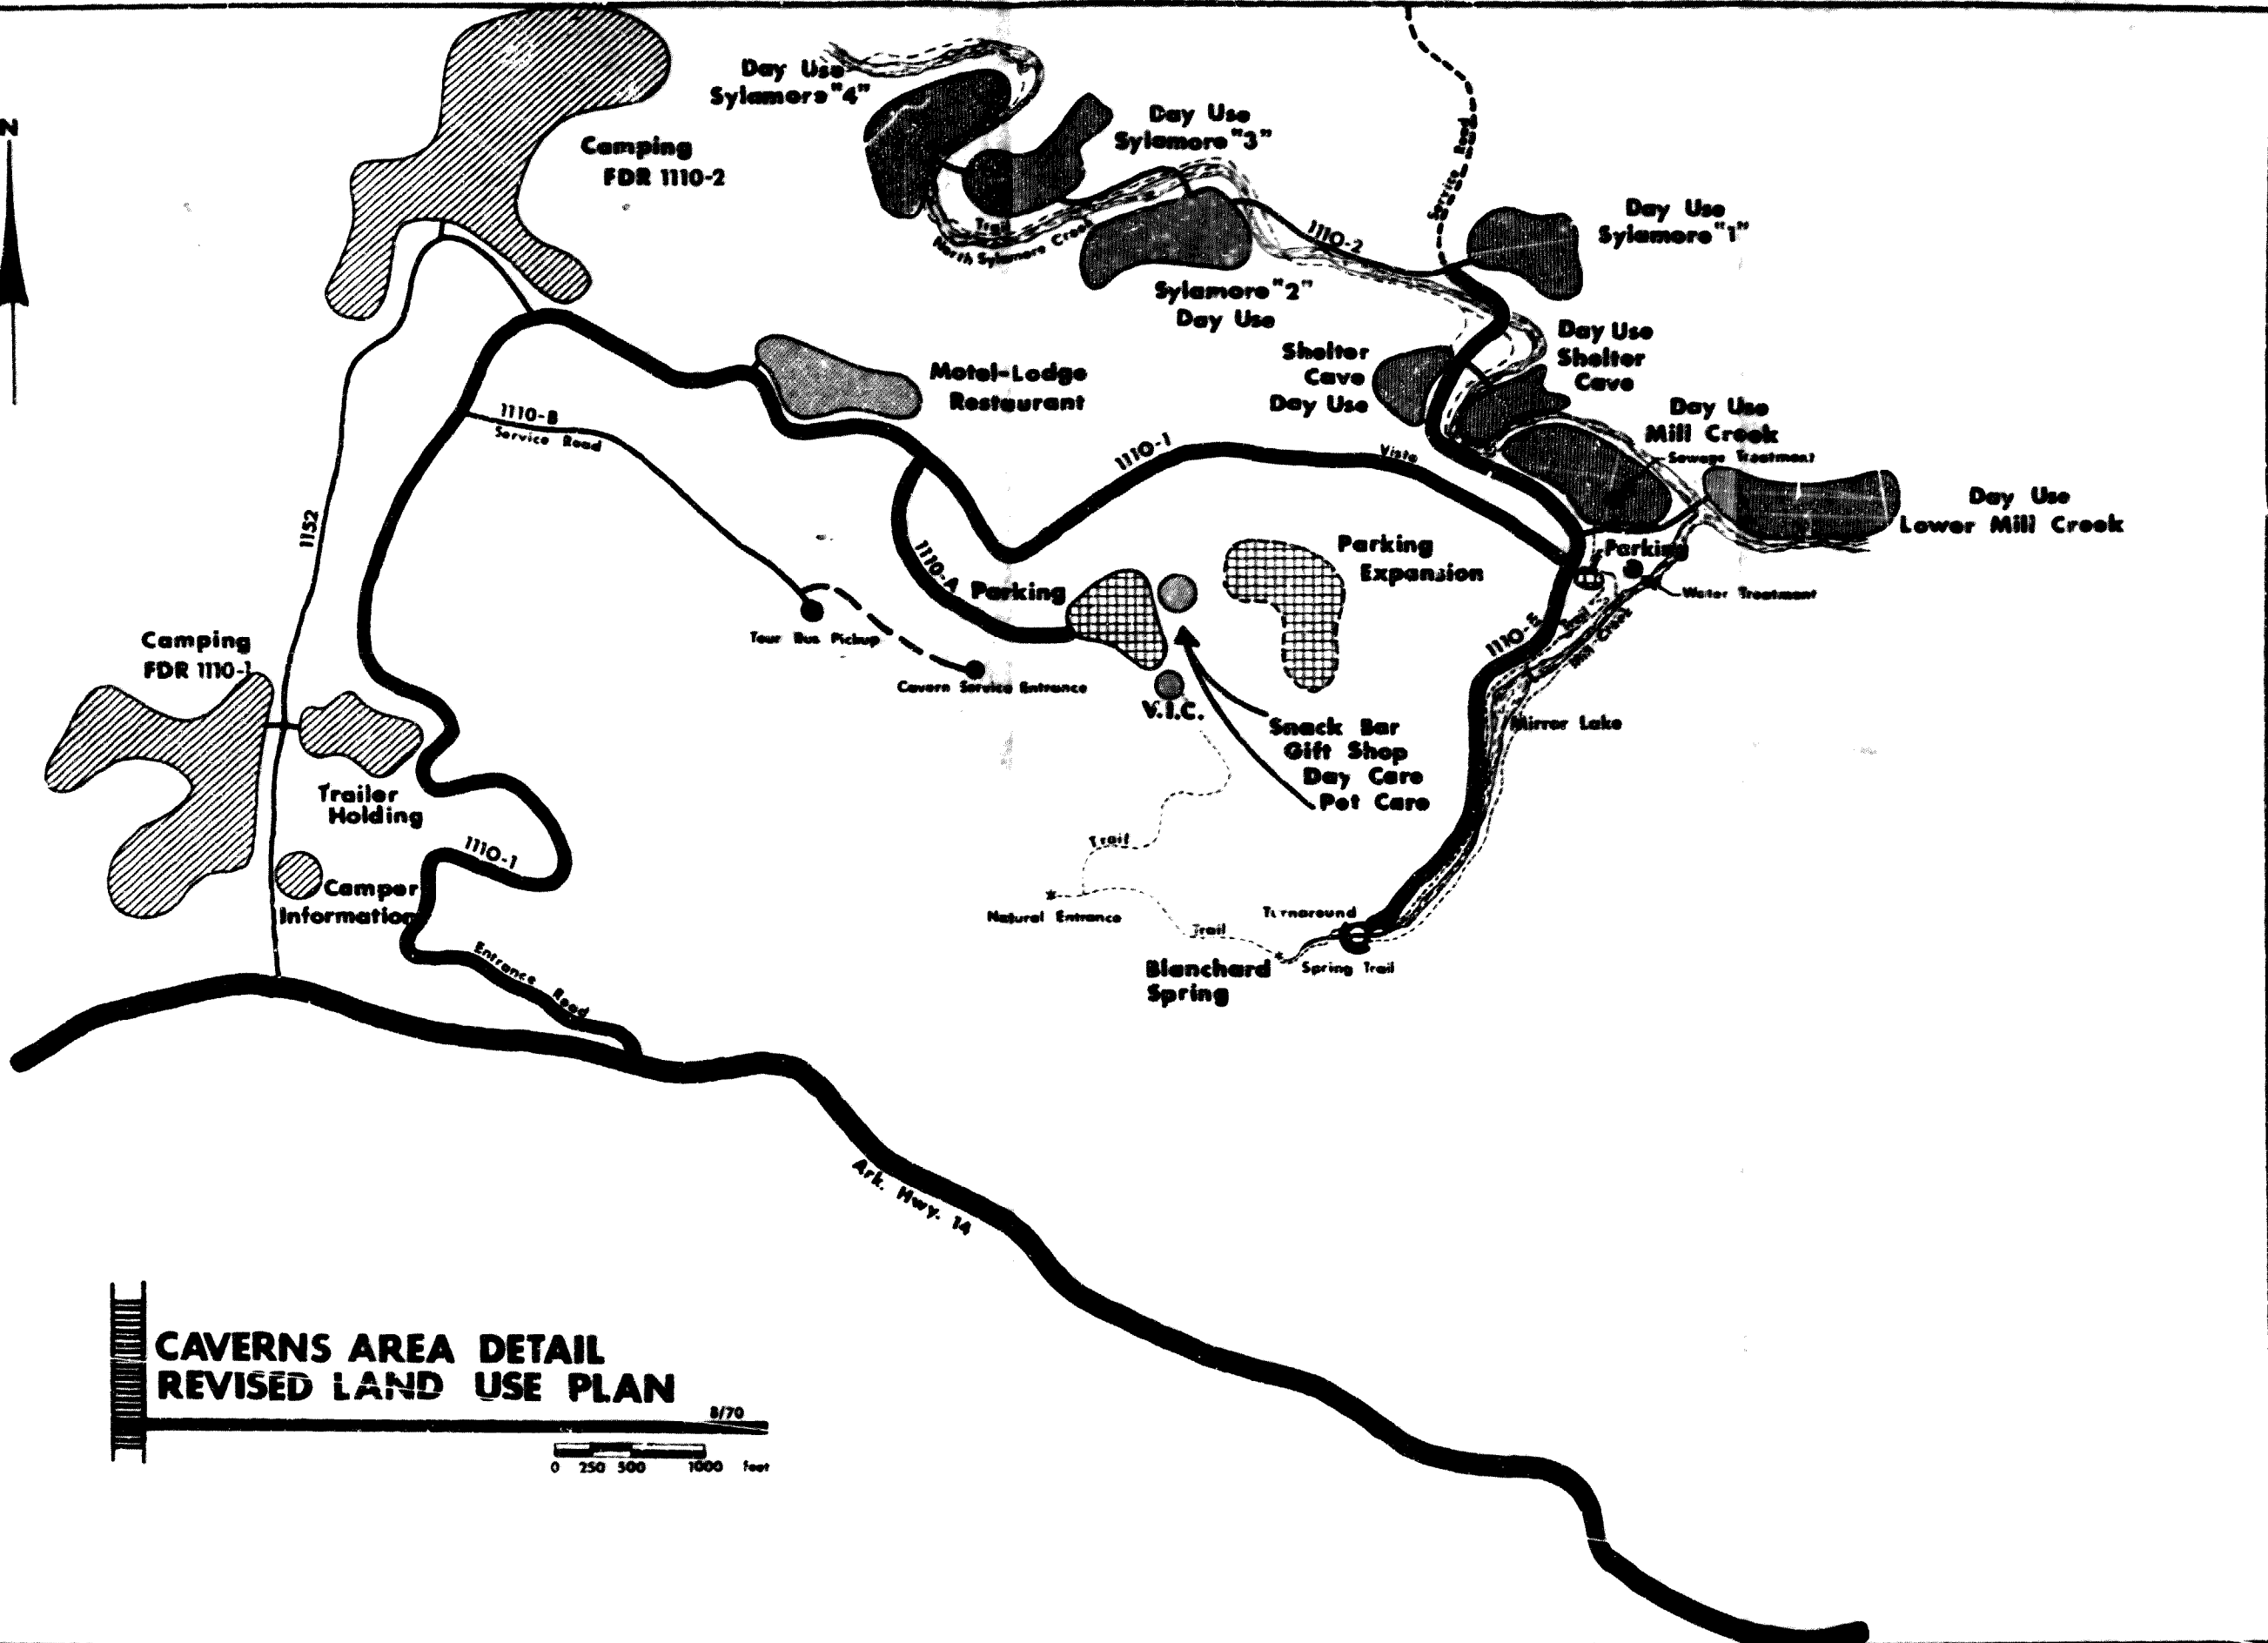 N
Day Use
Sylamore "4"
Day Use
Sylamore "3"
Camping
FDR 1110-2
Service Road
Day Use
Sylamore "1"
Trail
North Sylamore Creek
1110-2
Sylamore "2"
Day Use
Shelter
Cave
Day Use
Day Use
Shelter
Cave
Motel-Lodge
Restaurant
Day Use
Mill Creek
Sewage Treatment
1110-B
Service Road
1110-1
Vista
Day Use
Lower Mill Creek
1152
1110-A
Parking
Parking
Expansion
Parking
Water Treatment
Tour Bus Pickup
Cavern Service Entrance
1110-E
Trail
Mill Creek
Camping
FDR 1110-1
V.I.C.
Snack Bar
Gift Shop
Day Care
Pet Care
Mirror Lake
Trailer
Holding
1110-1
Trail
Camper
Information
Natural Entrance
Turnaround
Trail
Entrance Road
Blanchard
Spring
Spring Trail
Ark. Hwy. 14
CAVERNS AREA DETAIL
REVISED LAND USE PLAN
8/70
0 250 500 1000 feet